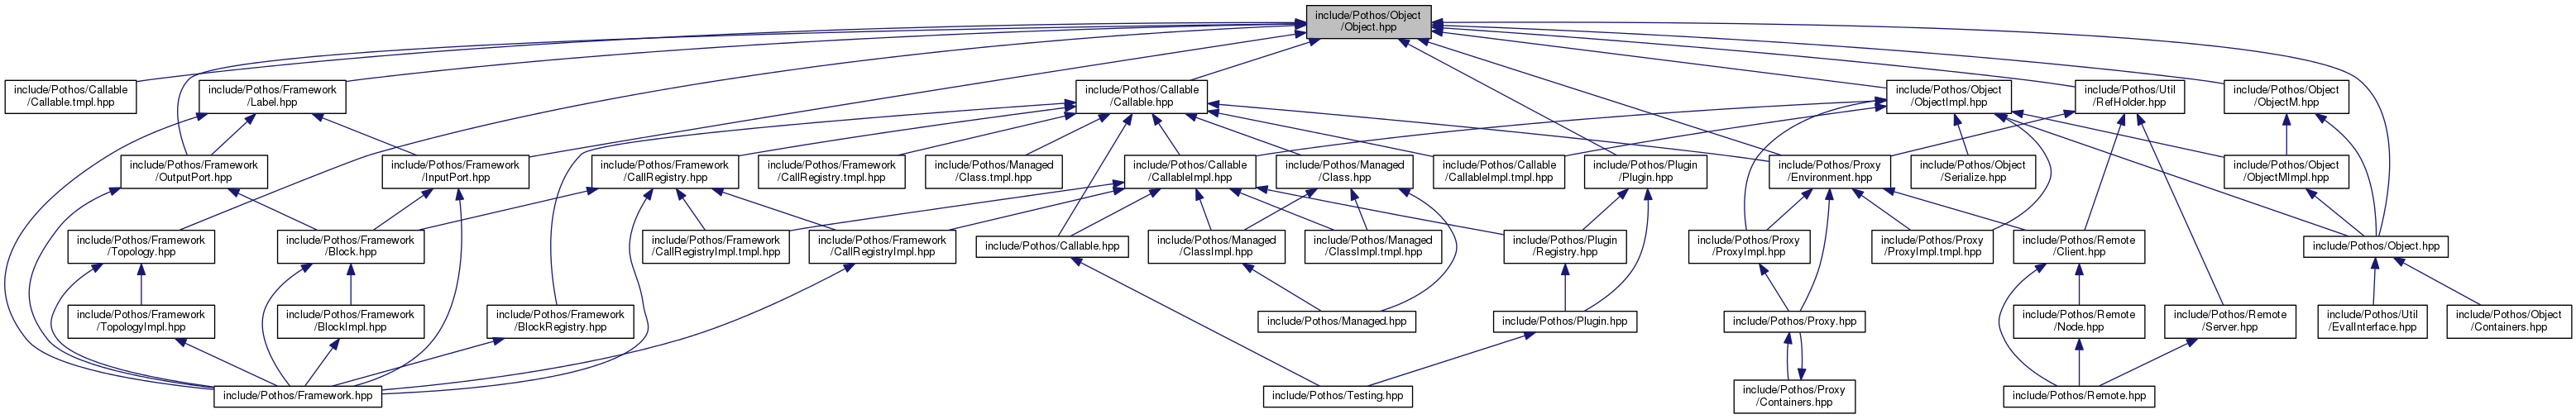 include/Pothos/Object
/Object.hpp
include/Pothos/Callable
/Callable.tmpl.hpp
include/Pothos/Framework
/Label.hpp
include/Pothos/Callable
/Callable.hpp
include/Pothos/Object
/ObjectImpl.hpp
include/Pothos/Util
/RefHolder.hpp
include/Pothos/Object
/ObjectM.hpp
include/Pothos/Framework
/OutputPort.hpp
include/Pothos/Framework
/InputPort.hpp
include/Pothos/Framework
/CallRegistry.hpp
include/Pothos/Framework
/CallRegistry.tmpl.hpp
include/Pothos/Managed
/Class.tmpl.hpp
include/Pothos/Callable
/CallableImpl.hpp
include/Pothos/Managed
/Class.hpp
include/Pothos/Callable
/CallableImpl.tmpl.hpp
include/Pothos/Plugin
/Plugin.hpp
include/Pothos/Proxy
/Environment.hpp
include/Pothos/Object
/Serialize.hpp
include/Pothos/Object
/ObjectMImpl.hpp
include/Pothos/Framework
/Topology.hpp
include/Pothos/Framework
/Block.hpp
include/Pothos/Framework
/CallRegistryImpl.tmpl.hpp
include/Pothos/Framework
/CallRegistryImpl.hpp
include/Pothos/Callable.hpp
include/Pothos/Managed
/ClassImpl.hpp
include/Pothos/Managed
/ClassImpl.tmpl.hpp
include/Pothos/Plugin
/Registry.hpp
include/Pothos/Proxy
/ProxyImpl.hpp
include/Pothos/Proxy
/ProxyImpl.tmpl.hpp
include/Pothos/Remote
/Client.hpp
include/Pothos/Object.hpp
include/Pothos/Framework
/TopologyImpl.hpp
include/Pothos/Framework
/BlockImpl.hpp
include/Pothos/Framework
/BlockRegistry.hpp
include/Pothos/Managed.hpp
include/Pothos/Plugin.hpp
include/Pothos/Proxy.hpp
include/Pothos/Remote
/Node.hpp
include/Pothos/Remote
/Server.hpp
include/Pothos/Util
/EvalInterface.hpp
include/Pothos/Object
/Containers.hpp
include/Pothos/Framework.hpp
include/Pothos/Testing.hpp
include/Pothos/Proxy
/Containers.hpp
include/Pothos/Remote.hpp